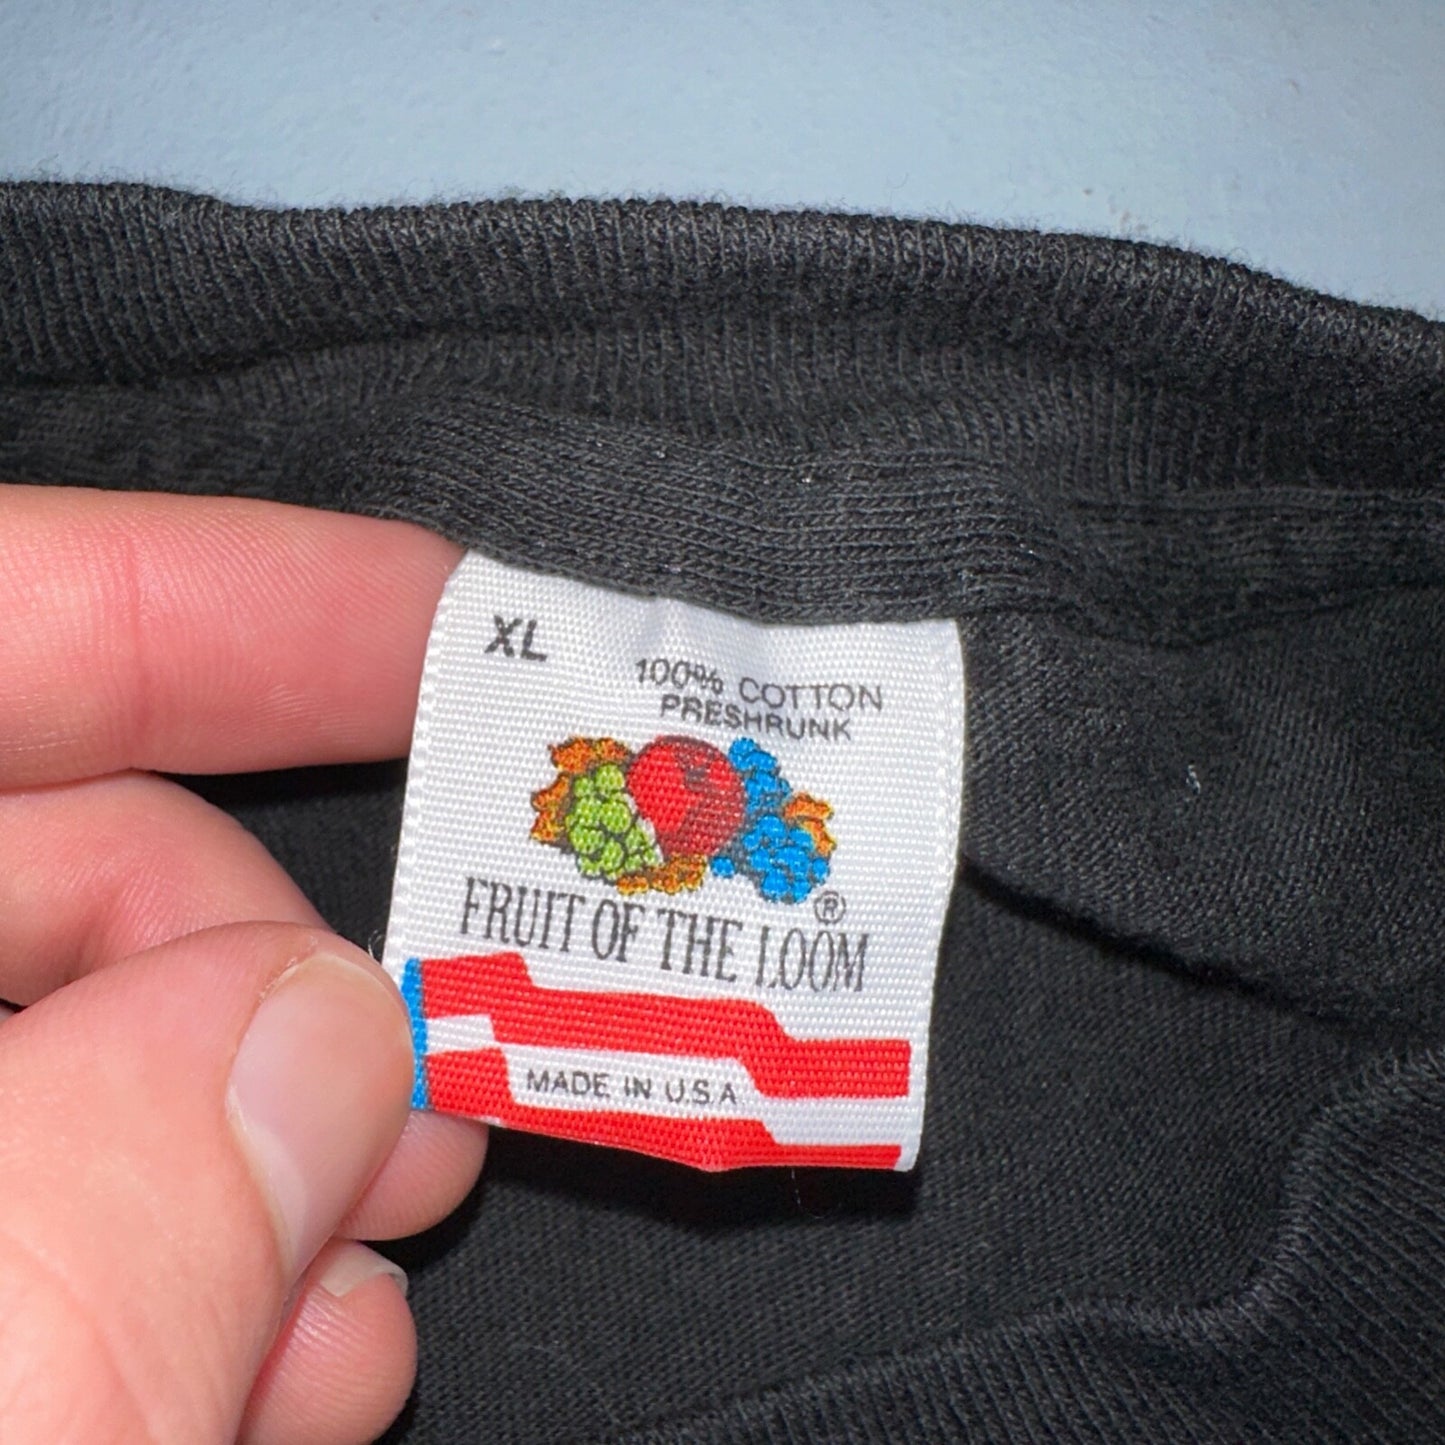 XL
100% COTTON
PRESHRUNK
FRUIT OF THE LOOM®
MADE IN U.S.A.